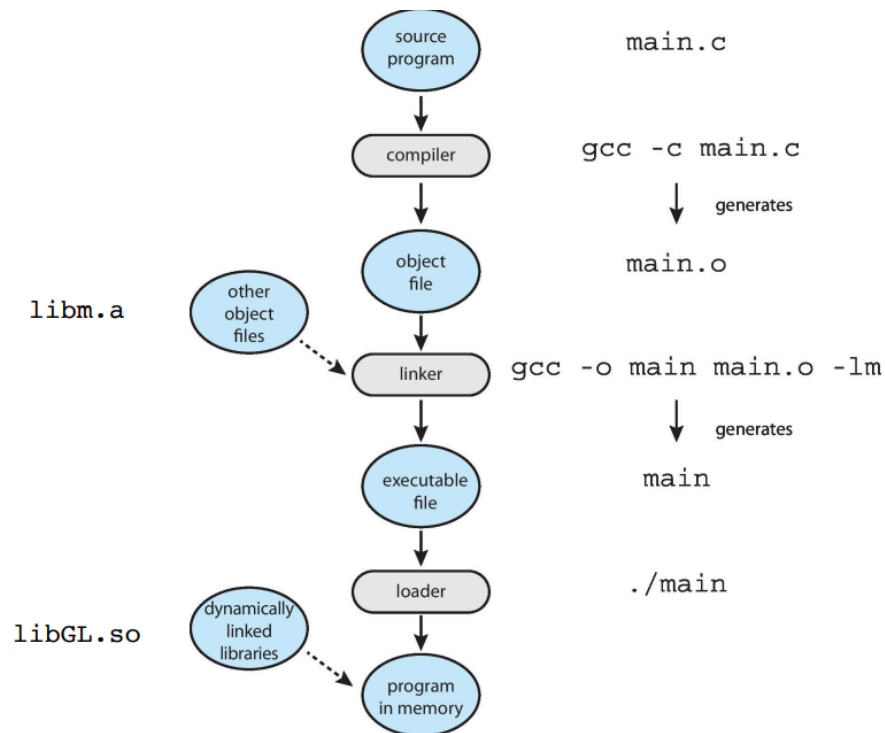 source
program
main.c
compiler
gcc -c main.c
generates
object
file
main.o
libm.a
other
object
files
linker
gcc -o main main.o -lm
generates
executable
file
main
loader
./main
libGL.so
dynamically
linked
libraries
program
in memory